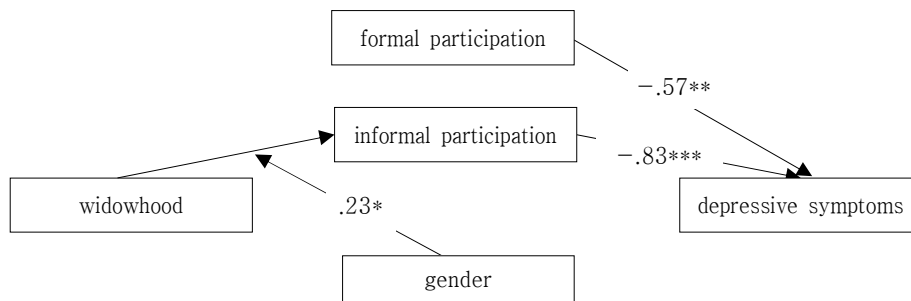 formal participation
-.57**
informal participation
-.83***
widowhood
.23*
depressive symptoms
gender